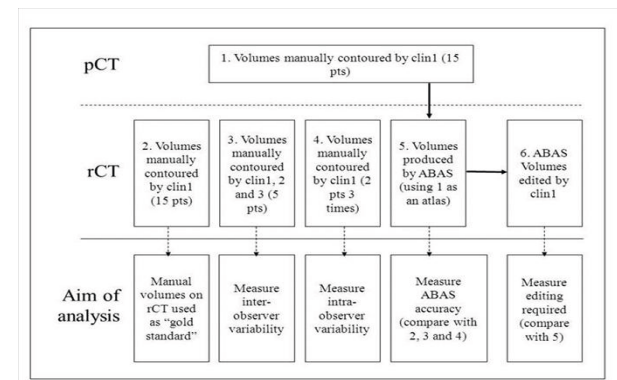 pCT
1. Volumes manually contoured by clin1 (15
pts)
rCT
2. Volumes
manually
contoured
by clin1
(15 pts)
3. Volumes
manually
contoured
by clin1, 2
and 3 (5
pts)
4. Volumes
manually
contoured
by clin1 (2
pts 3
times)
5. Volumes
produced
by ABAS
(using 1 as
an atlas)
6. ABAS
Volumes
edited by
clin1
Aim of
analysis
Manual
volumes on
rCT used
as “gold
standard”
Measure
inter-
observer
variability
Measure
intra-
observer
variability
Measure
ABAS
accuracy
(compare with
2, 3 and 4)
Measure
editing
required
(compare
with 5)